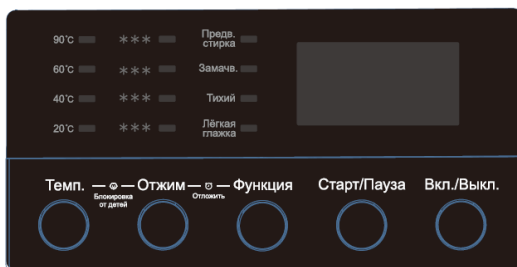 90°C *** Предв. стирка
60°C *** Замачв.
40°C *** Тихий
20°C *** Лёгкая глажка
Темп. Отжим Функция Старт/Пауза Вкл./Выкл.
Блокировка от детей Отложить